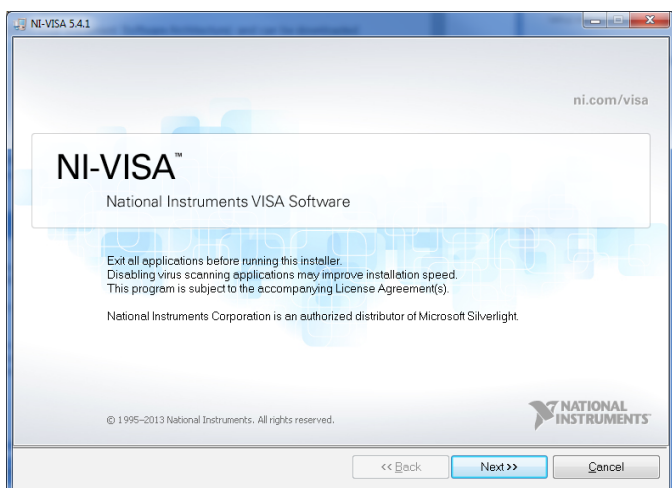 NI-VISA 5.4.1
ni.com/visa
NI-VISA™
National Instruments VISA Software
Exit all applications before running this installer.
Disabling virus scanning applications may improve installation speed.
This program is subject to the accompanying License Agreement(s).
National Instruments Corporation is an authorized distributor of Microsoft Silverlight.
© 1995–2013 National Instruments. All rights reserved.
NATIONAL
INSTRUMENTS™
<< Back
Next >>
Cancel